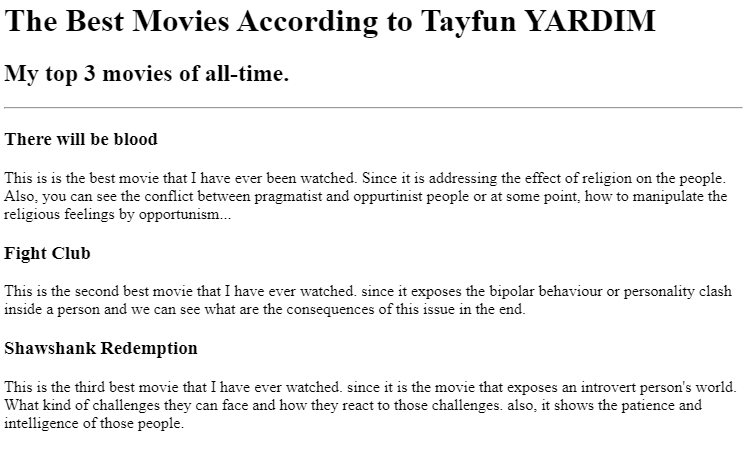 The Best Movies According to Tayfun YARDIM
My top 3 movies of all-time.
There will be blood
This is is the best movie that I have ever been watched. Since it is addressing the effect of religion on the people.
Also, you can see the conflict between pragmatist and oppurtinist people or at some point, how to manipulate the
religious feelings by opportunism...
Fight Club
This is the second best movie that I have ever watched. since it exposes the bipolar behaviour or personality clash
inside a person and we can see what are the consequences of this issue in the end.
Shawshank Redemption
This is the third best movie that I have ever watched. since it is the movie that exposes an introvert person's world.
What kind of challenges they can face and how they react to those challenges. also, it shows the patience and
intelligence of those people.